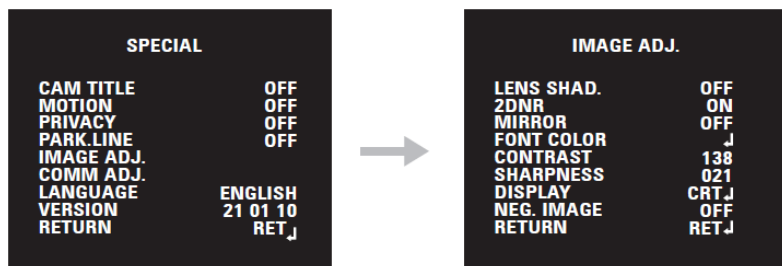 SPECIAL
CAM TITLE OFF
MOTION OFF
PRIVACY OFF
PARK.LINE OFF
IMAGE ADJ.
COMM ADJ.
LANGUAGE ENGLISH
VERSION 21 01 10
RETURN RET↲
IMAGE ADJ.
LENS SHAD. OFF
2DNR ON
MIRROR OFF
FONT COLOR ↲
CONTRAST 138
SHARPNESS 021
DISPLAY CRT↲
NEG. IMAGE OFF
RETURN RET↲